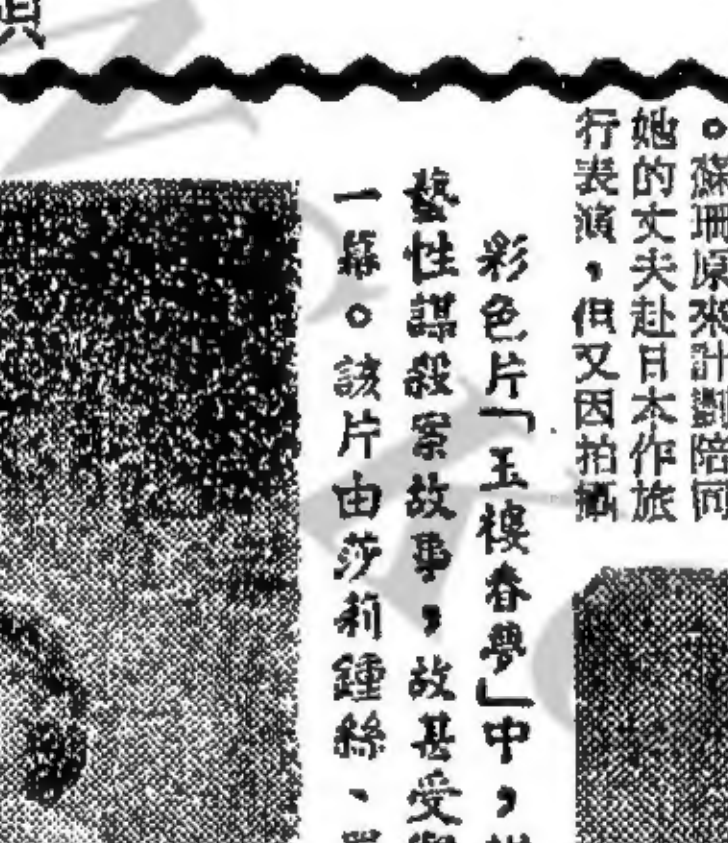 。蘇珊原來計劃陪同
她的丈夫赴日本作旅
行表演，但又因拍攝
彩色片「玉樓春夢」中，
藝性謀殺案故事，故甚受
一幕。該片由莎莉鍾絲、